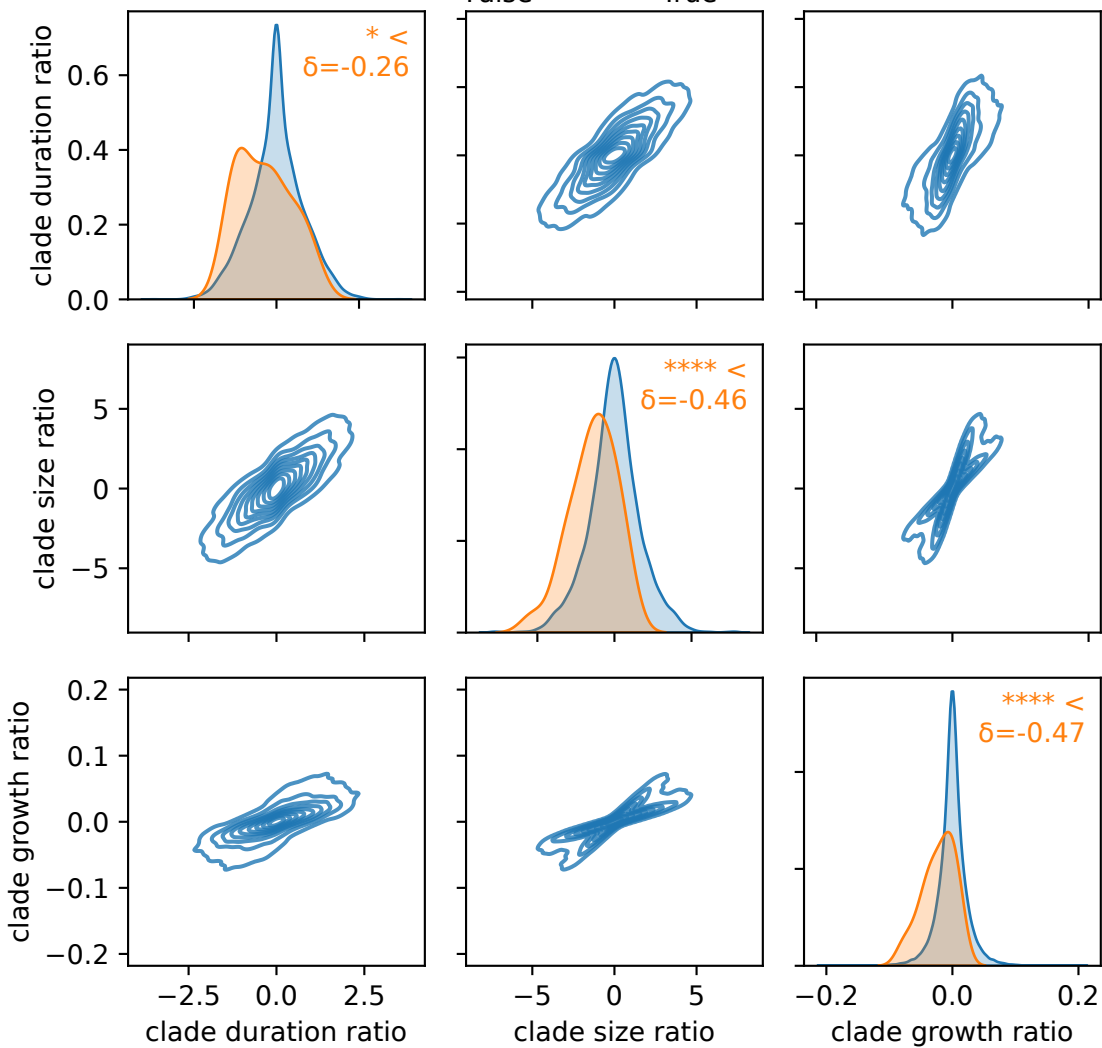 clade duration ratio
0.6
0.4
0.2
0.0
* <
δ=-0.26
clade size ratio
5
0
−5
**** <
δ=-0.46
clade growth ratio
0.2
0.1
0.0
−0.1
−0.2
**** <
δ=-0.47
−2.5 0.0 2.5
−5 0 5
−0.2 0.0 0.2
clade duration ratio
clade size ratio
clade growth ratio